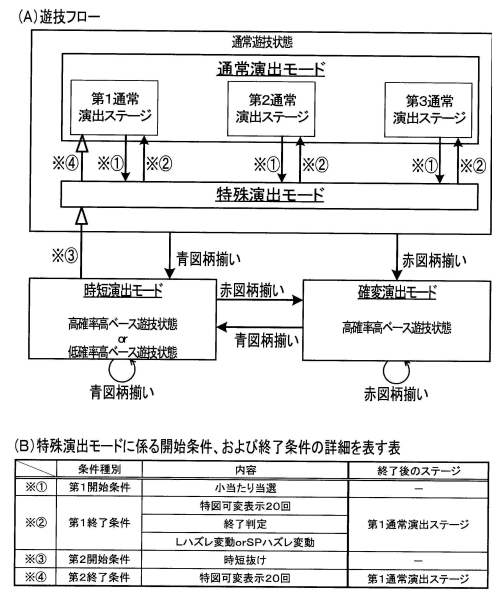 (A)遊技フロー
通常遊技状態
通常演出モード
第1通常
演出ステージ
第2通常
演出ステージ
第3通常
演出ステージ
※④
※①
※②
※①
※②
※①
※②
特殊演出モード
※③
青図柄揃い
赤図柄揃い
時短演出モード
高確率高ベース遊技状態
or
低確率高ベース遊技状態
赤図柄揃い
青図柄揃い
確変演出モード
高確率高ベース遊技状態
青図柄揃い
赤図柄揃い
(B)特殊演出モードに係る開始条件、および終了条件の詳細を表す表
条件種別 内容 終了後のステージ
※① 第1開始条件 小当たり当選 －
※② 第1終了条件 特図可変表示20回 第1通常演出ステージ
終了判定
Lハズレ変動orSPハズレ変動
※③ 第2開始条件 時短抜け －
※④ 第2終了条件 特図可変表示20回 第1通常演出ステージ